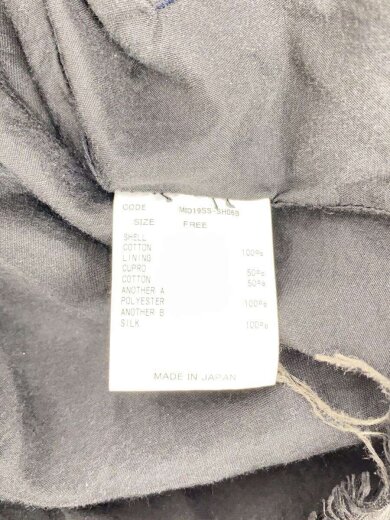 CODE MID19SS-SH063
SIZE FREE
SHELL
COTTON 100%
LINING
CUPRO 50%
COTTON 50%
ANOTHER A
POLYESTER 100%
ANOTHER B
SILK 100%
MADE IN JAPAN